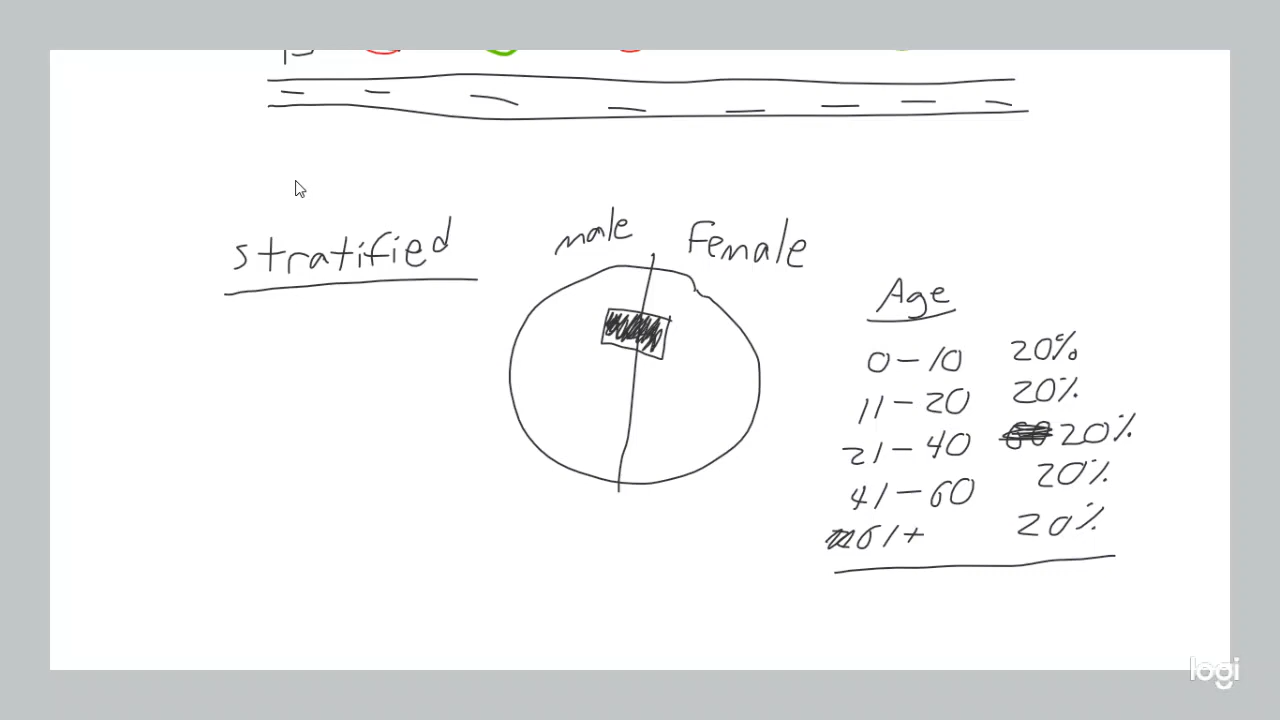 stratified
male Female
Age
0-10 20%
11-20 20%
21-40 20%
41-60 20%
61+ 20%
logi